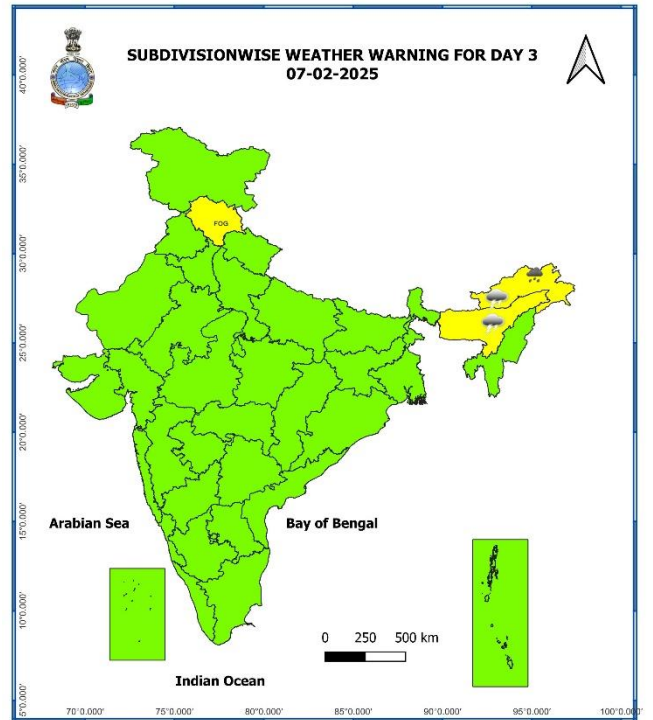 SUBDIVISIONWISE WEATHER WARNING FOR DAY 3
07-02-2025
40°0.000'
35°0.000'
30°0.000'
25°0.000'
20°0.000'
15°0.000'
10°0.000'
5°0.000'
FOG
Arabian Sea
Bay of Bengal
0 250 500 km
Indian Ocean
70°0.000' 75°0.000' 80°0.000' 85°0.000' 90°0.000' 95°0.000' 100°0.000'